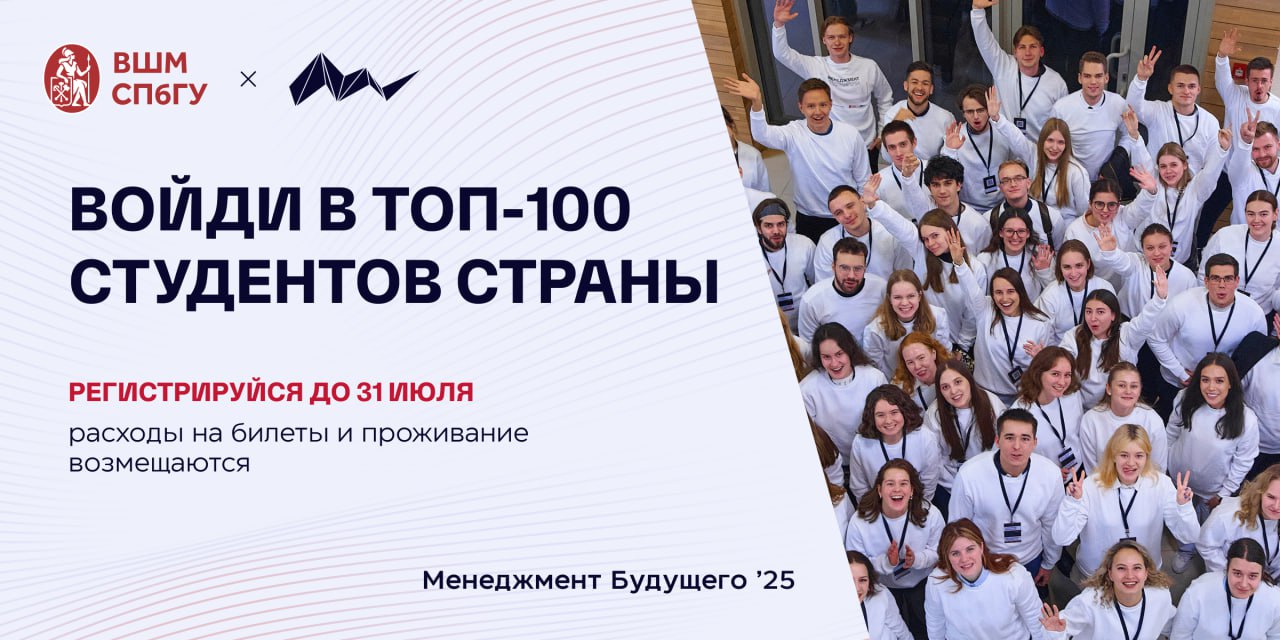 ВШМ
СПбГУ
×
ВОЙДИ В ТОП-100
СТУДЕНТОВ СТРАНЫ
РЕГИСТРИРУЙСЯ ДО 31 ИЮЛЯ
расходы на билеты и проживание
возмещаются
Менеджмент Будущего ’25